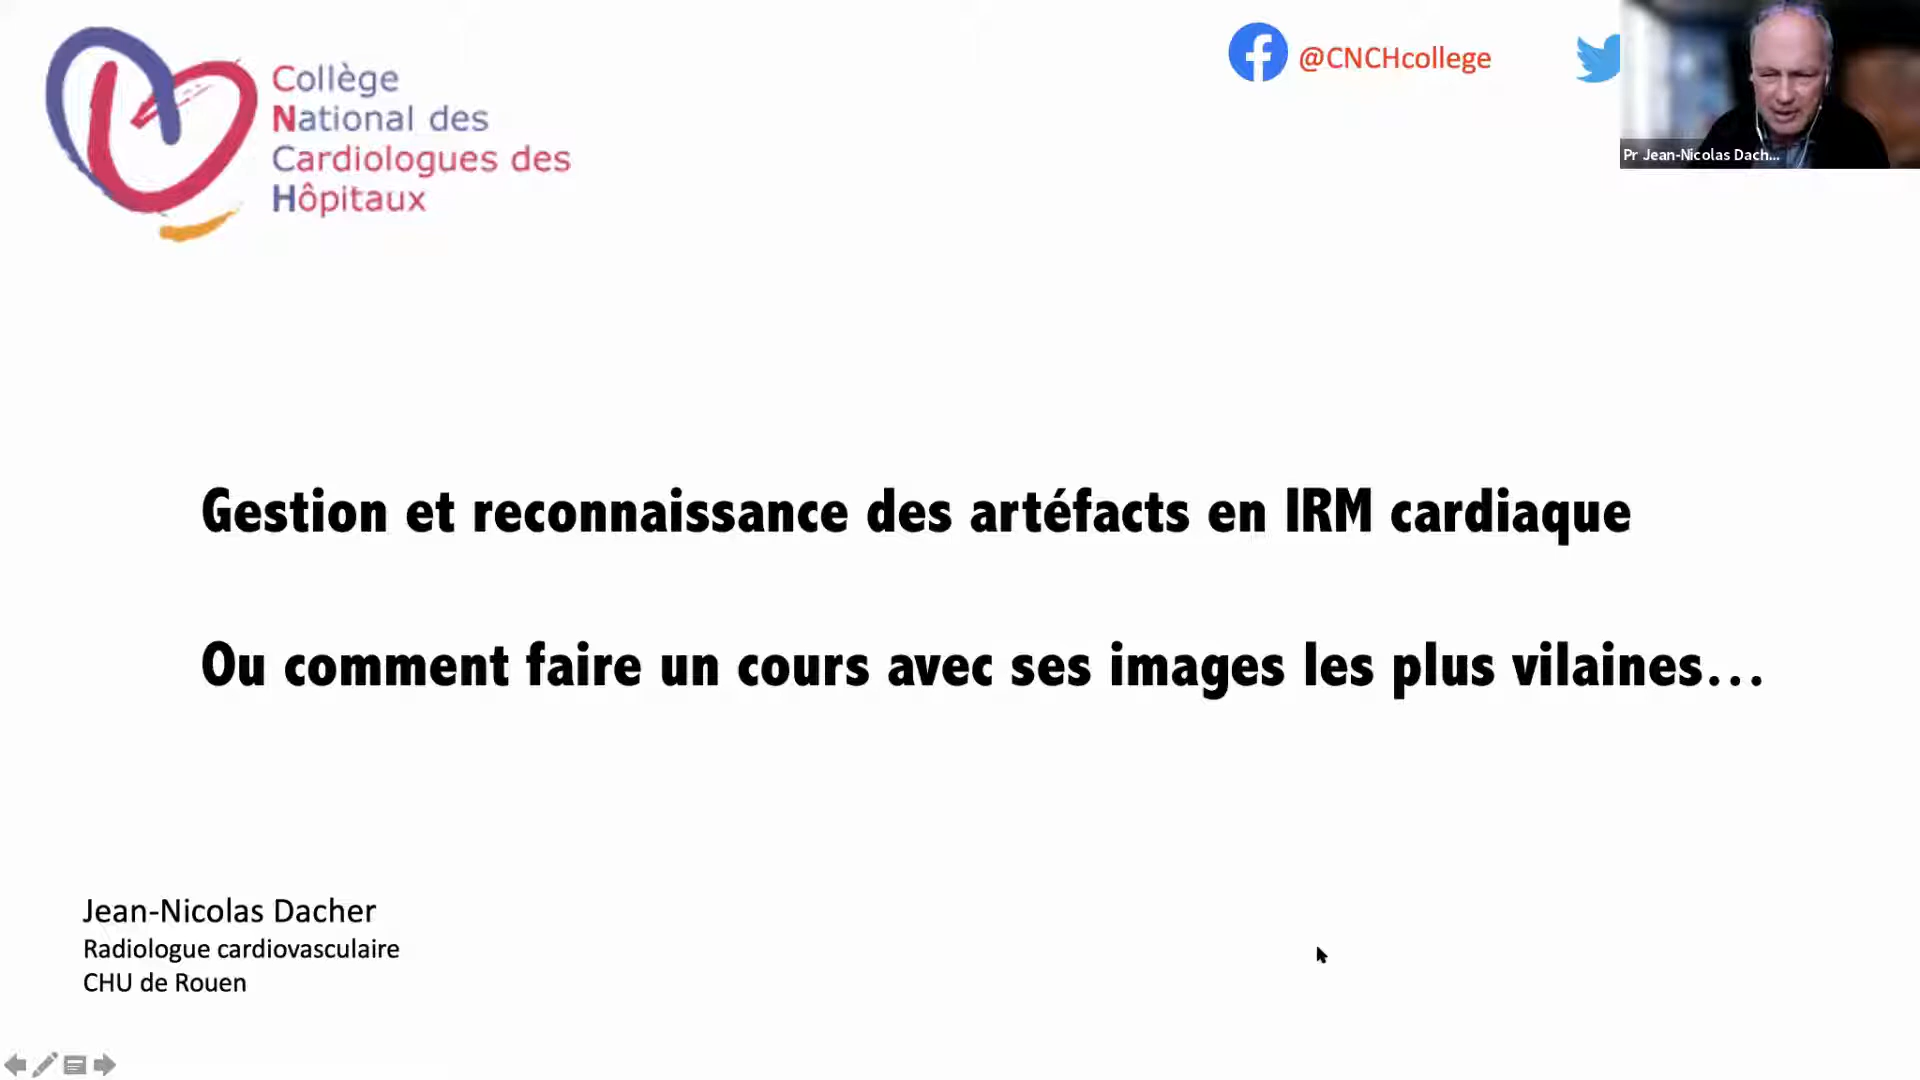 Collège
National des
Cardiologues des
Hôpitaux
@CNCHcollege
Pr Jean-Nicolas Dach...
Gestion et reconnaissance des artéfacts en IRM cardiaque
Ou comment faire un cours avec ses images les plus vilaines...
Jean-Nicolas Dacher
Radiologue cardiovasculaire
CHU de Rouen